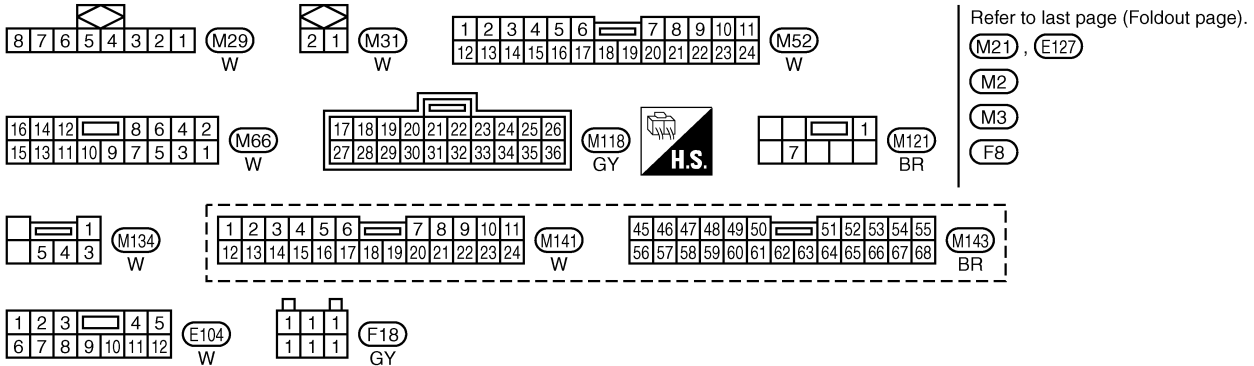 8 7 6 5 4 3 2 1 M29
W
2 1 M31
W
1 2 3 4 5 6 7 8 9 10 11
12 13 14 15 16 17 18 19 20 21 22 23 24 M52
W
Refer to last page (Foldout page).
M21 , E127
M2
M3
F8
16 14 12 8 6 4 2
15 13 11 10 9 7 5 3 1 M66
W
17 18 19 20 21 22 23 24 25 26
27 28 29 30 31 32 33 34 35 36 M118
GY
H.S.
1
7 M121
BR
1
5 4 3 M134
W
1 2 3 4 5 6 7 8 9 10 11
12 13 14 15 16 17 18 19 20 21 22 23 24 M141
W
45 46 47 48 49 50 51 52 53 54 55
56 57 58 59 60 61 62 63 64 65 66 67 68 M143
BR
1 2 3 4 5
6 7 8 9 10 11 12 E104
W
1 1 1
1 1 1 F18
GY